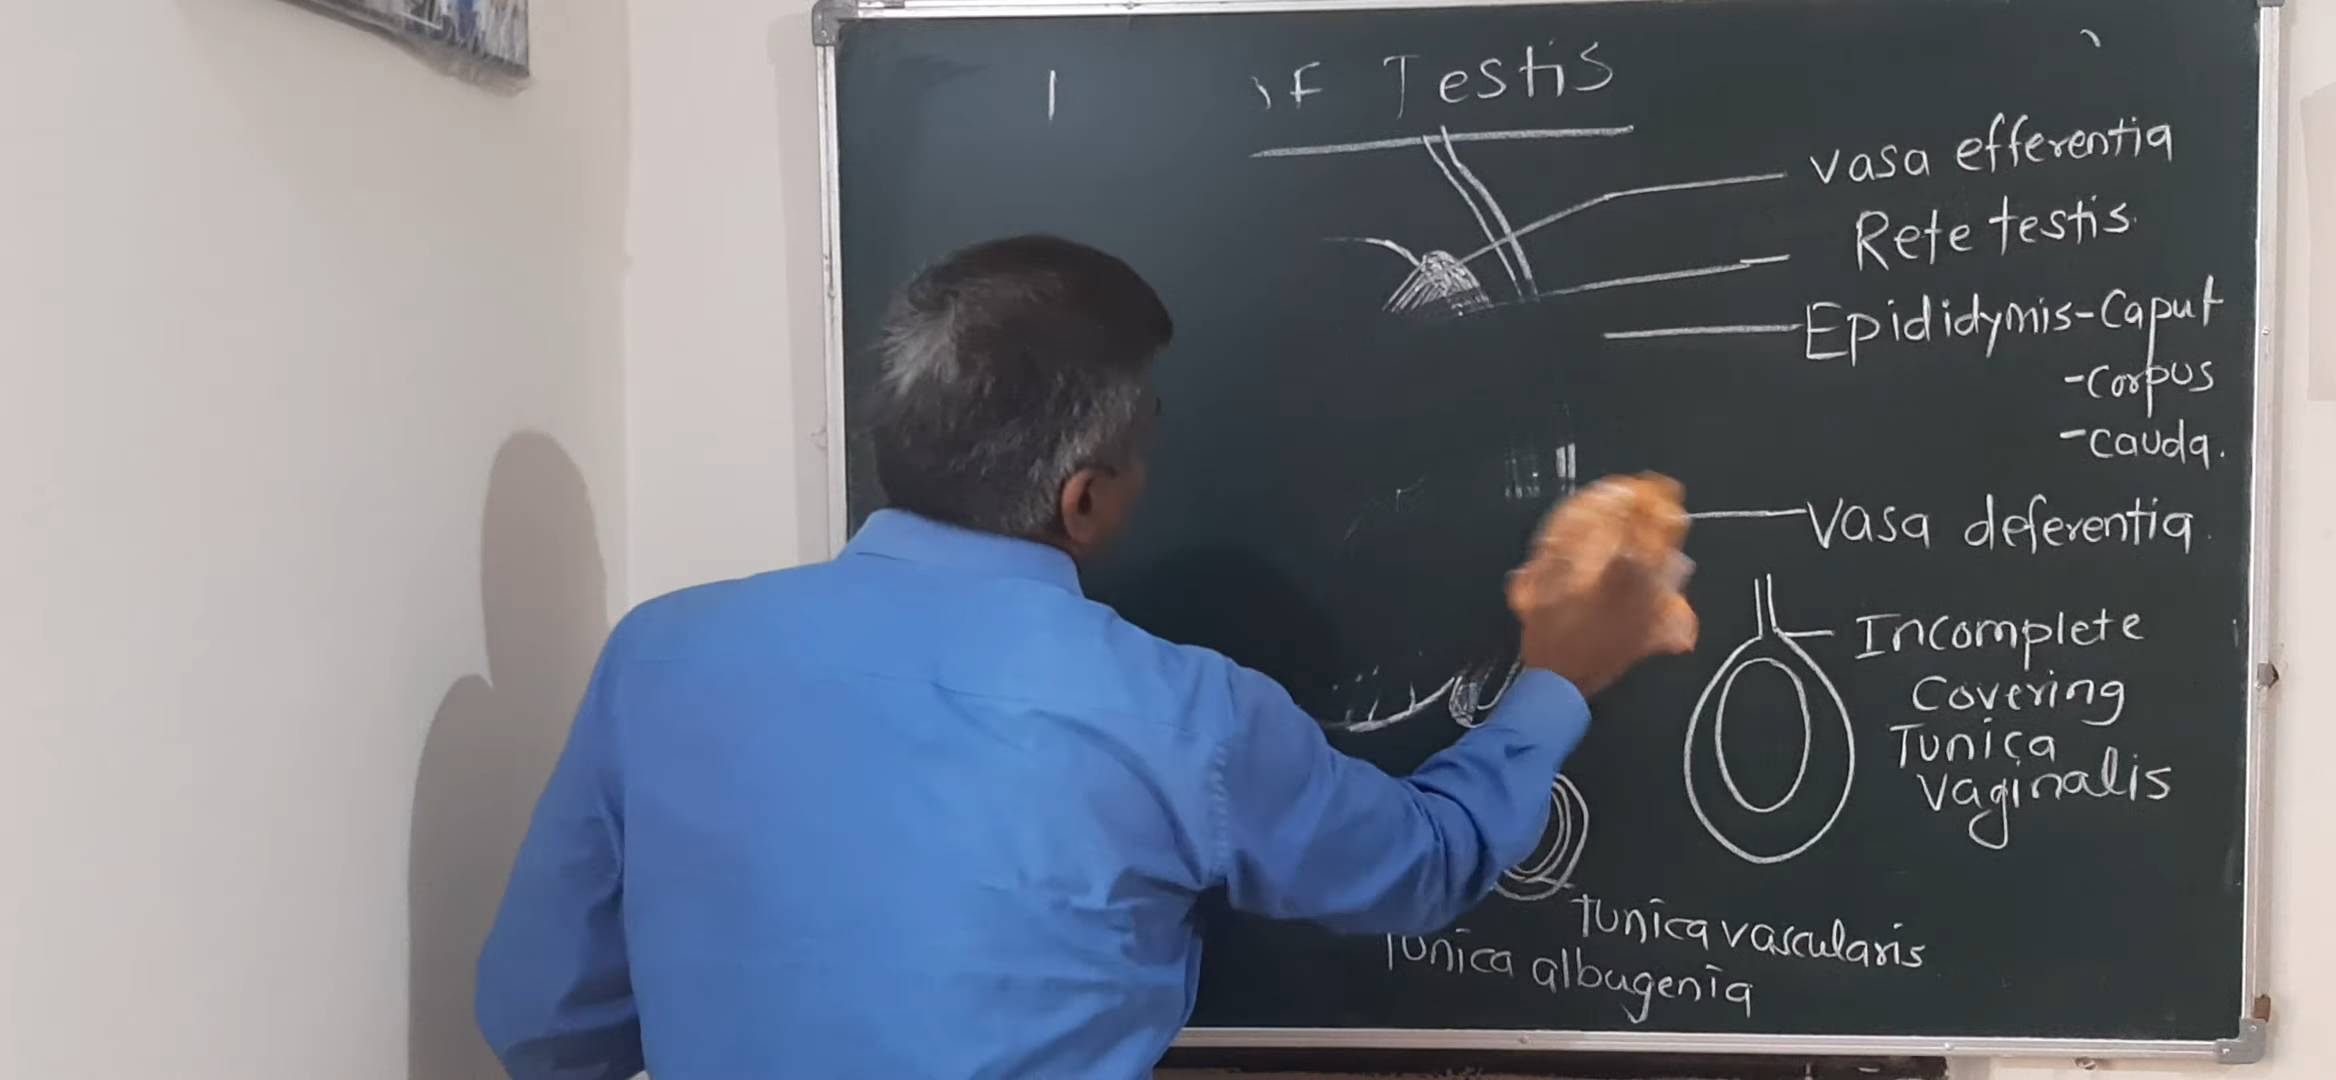 F Testis
vasa efferentia
Rete testis.
Epididymis-Caput
-Corpus
-Cauda.
Vasa deferentia.
Incomplete
Covering
Tunica
Vaginalis
Tunica vascularis
Tunica albugenia